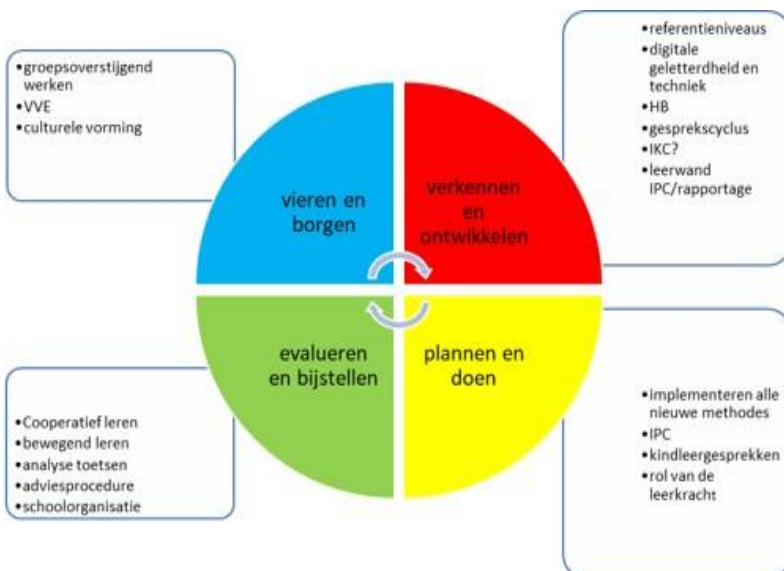 •groepsoverstijgend
werken
•VVE
•culturele vorming
vieren en
borgen
•referentieniveaus
•digitale
geletterdheid en
techniek
•HB
•gesprekscyclus
•IKC?
•leerwand
IPC/rapportage
verkennen
en
ontwikkelen
•Cooperatief leren
•bewegend leren
•analyse toetsen
•adviesprocedure
•schoolorganisatie
evalueren
en bijstellen
plannen en
doen
•implementeren alle
nieuwe methodes
•IPC
•kindleergesprekken
•rol van de
leerkracht